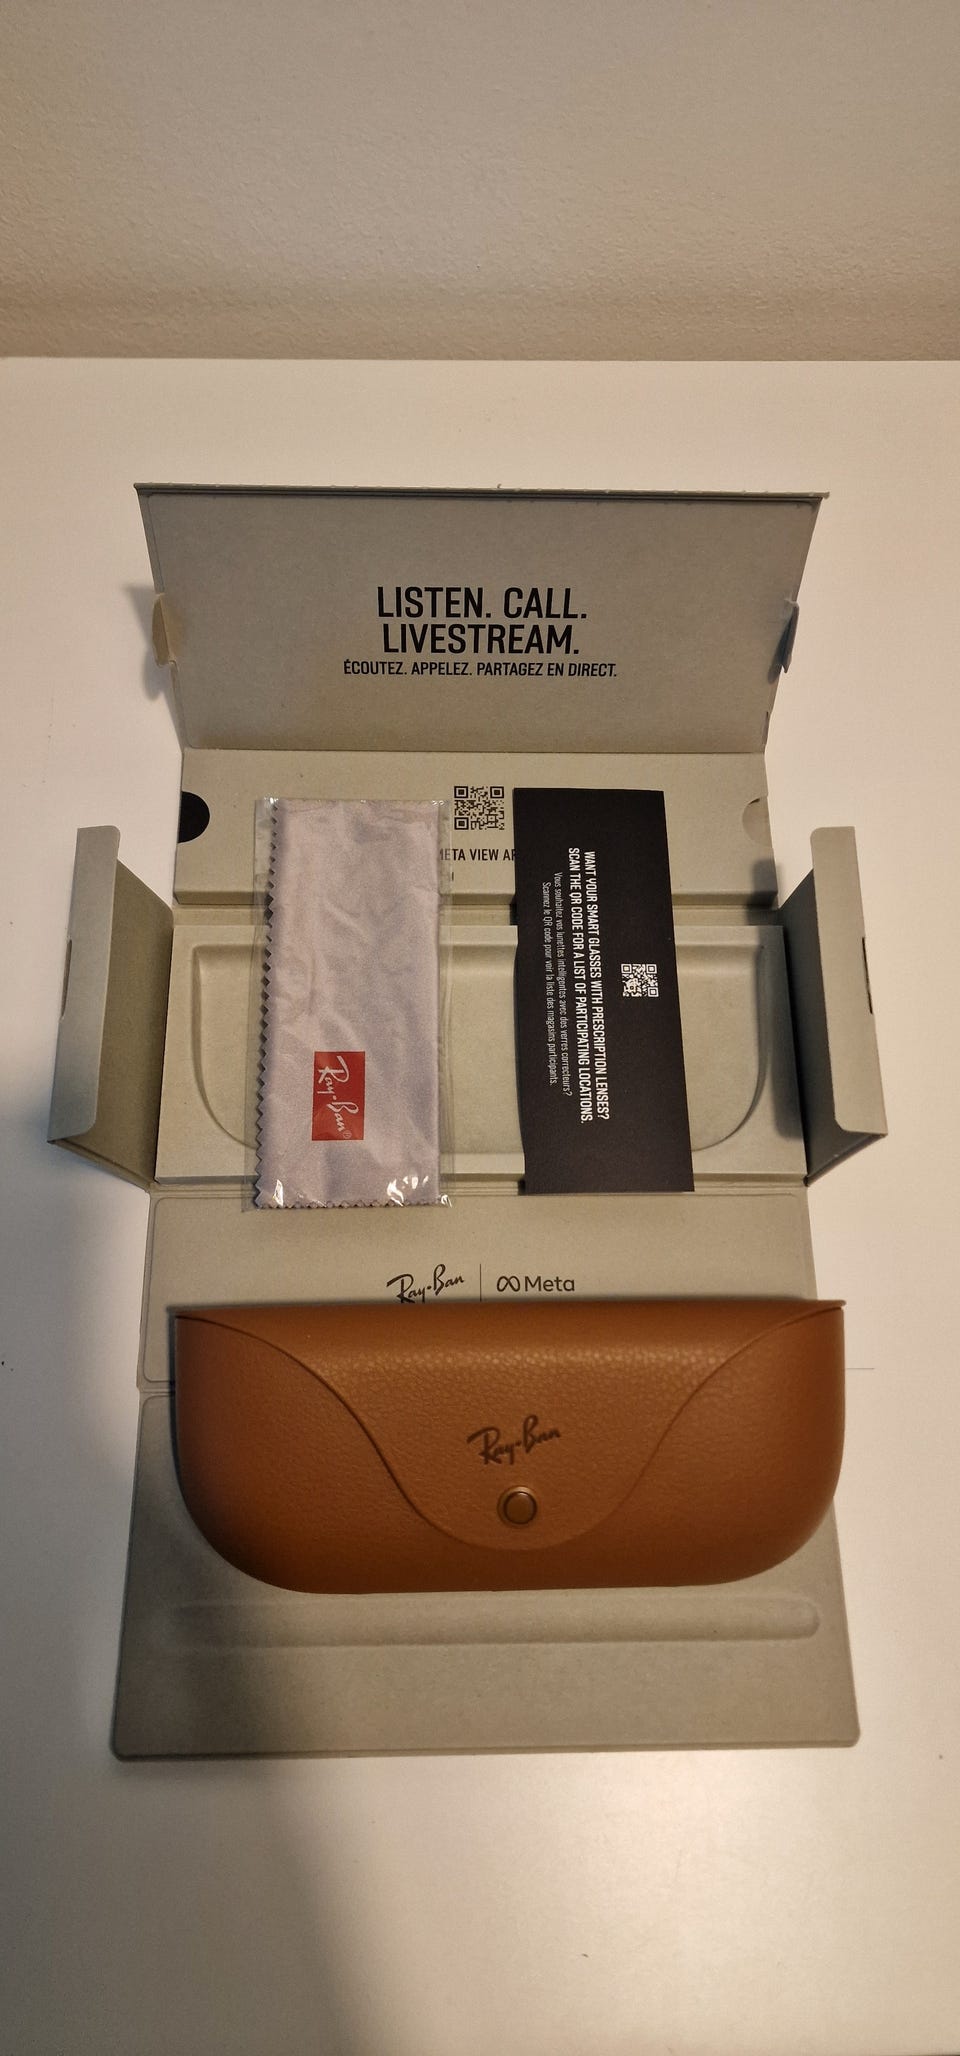 LISTEN. CALL.
LIVESTREAM.
ÉCOUTEZ. APPELEZ. PARTAGEZ EN DIRECT.
META VIEW
WANT YOUR SMART GLASSES WITH PRESCRIPTION LENSES?
SCAN THE QR CODE FOR A LIST OF PARTICIPATING LOCATIONS.
Vous souhaitez vos lunettes intelligentes avec des verres correcteurs?
Scannez le QR code pour voir la liste des magasins participants.
Ray-Ban®
Ray-Ban | Meta
Ray-Ban